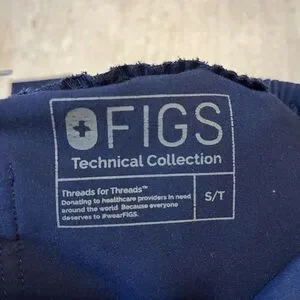 FIGS
Technical Collection
Threads for Threads™
Donating to healthcare providers in need
around the world. Because everyone
deserves to #wearFIGS.
S/T